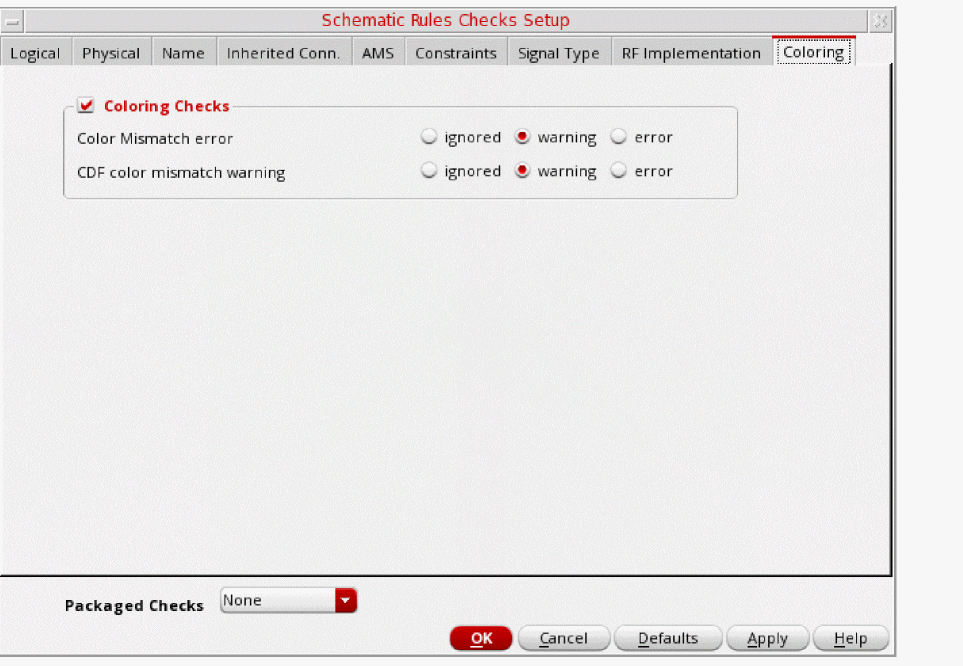 Schematic Rules Checks Setup
Logical Physical Name Inherited Conn. AMS Constraints Signal Type RF Implementation Coloring
Coloring Checks
Color Mismatch error ignored warning error
CDF color mismatch warning ignored warning error
Packaged Checks None
OK Cancel Defaults Apply Help